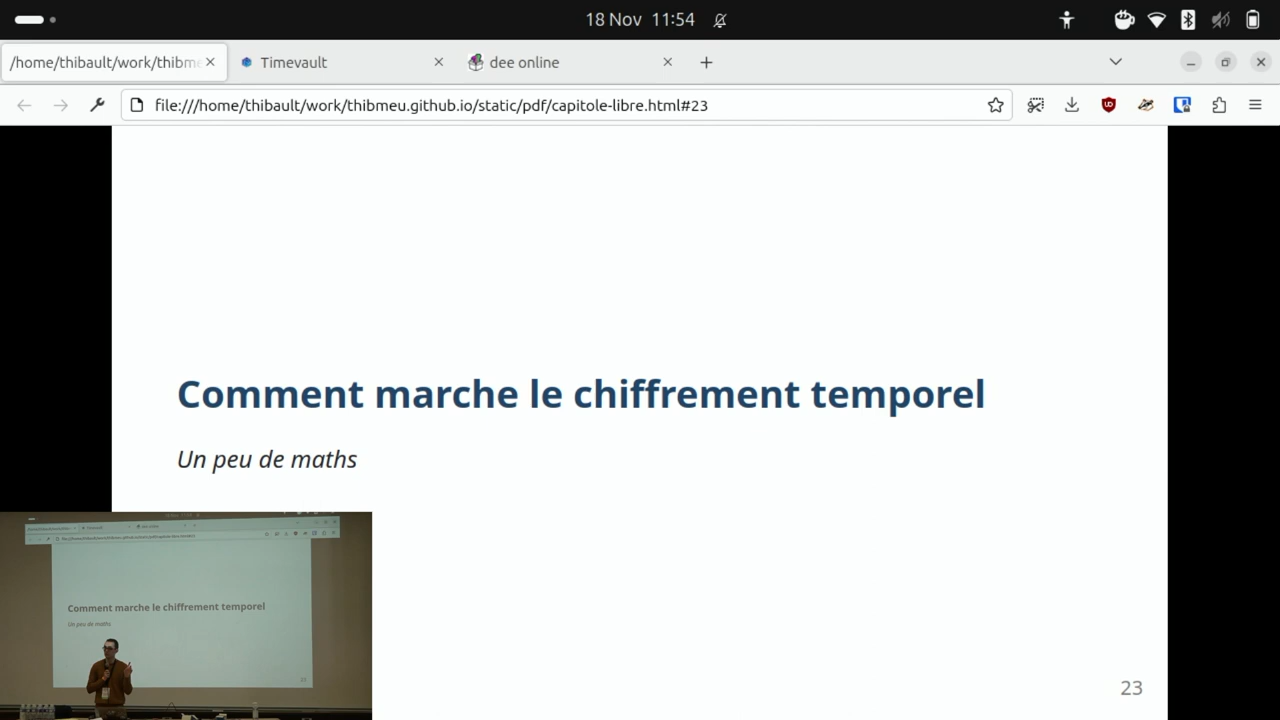 18 Nov 11:54
/home/thibault/work/thibme
Timevault
dee online
file:///home/thibault/work/thibmeu.github.io/static/pdf/capitole-libre.html#23
Comment marche le chiffrement temporel
Un peu de maths
23
Comment marche le chiffrement temporel
Un peu de maths
23